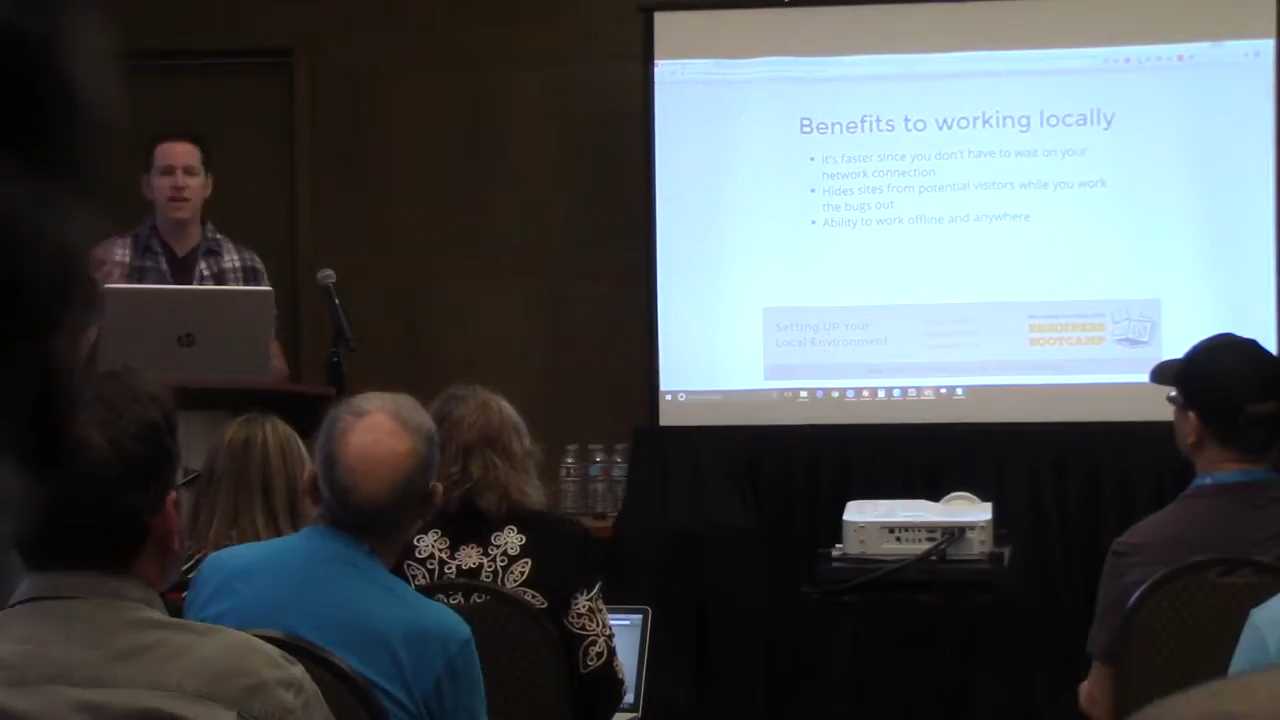 Benefits to working locally
• It's faster since you don't have to wait on your
network connection.
• Hides sites from potential visitors while you work
the bugs out
• Ability to work offline and anywhere
Setting UP Your
Local Environment
BEGINNERS
BOOTCAMP
hp